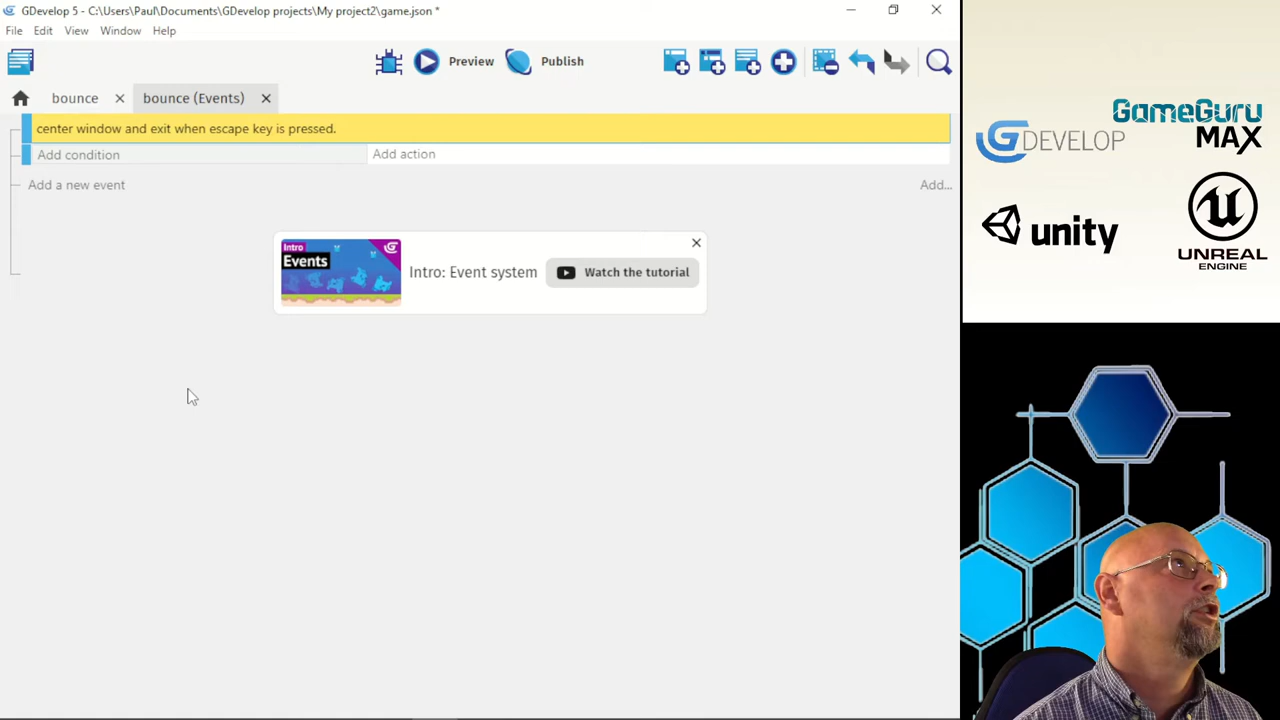 GDevelop 5 - C:\Users\Paul\Documents\GDevelop projects\My project2\game.json *
File Edit View Window Help
Preview Publish
bounce bounce (Events)
center window and exit when escape key is pressed.
Add condition Add action
Add a new event Add...
Intro
Events
Intro: Event system Watch the tutorial
GameGuru
MAX
GDEVELOP
unity
UNREAL
ENGINE